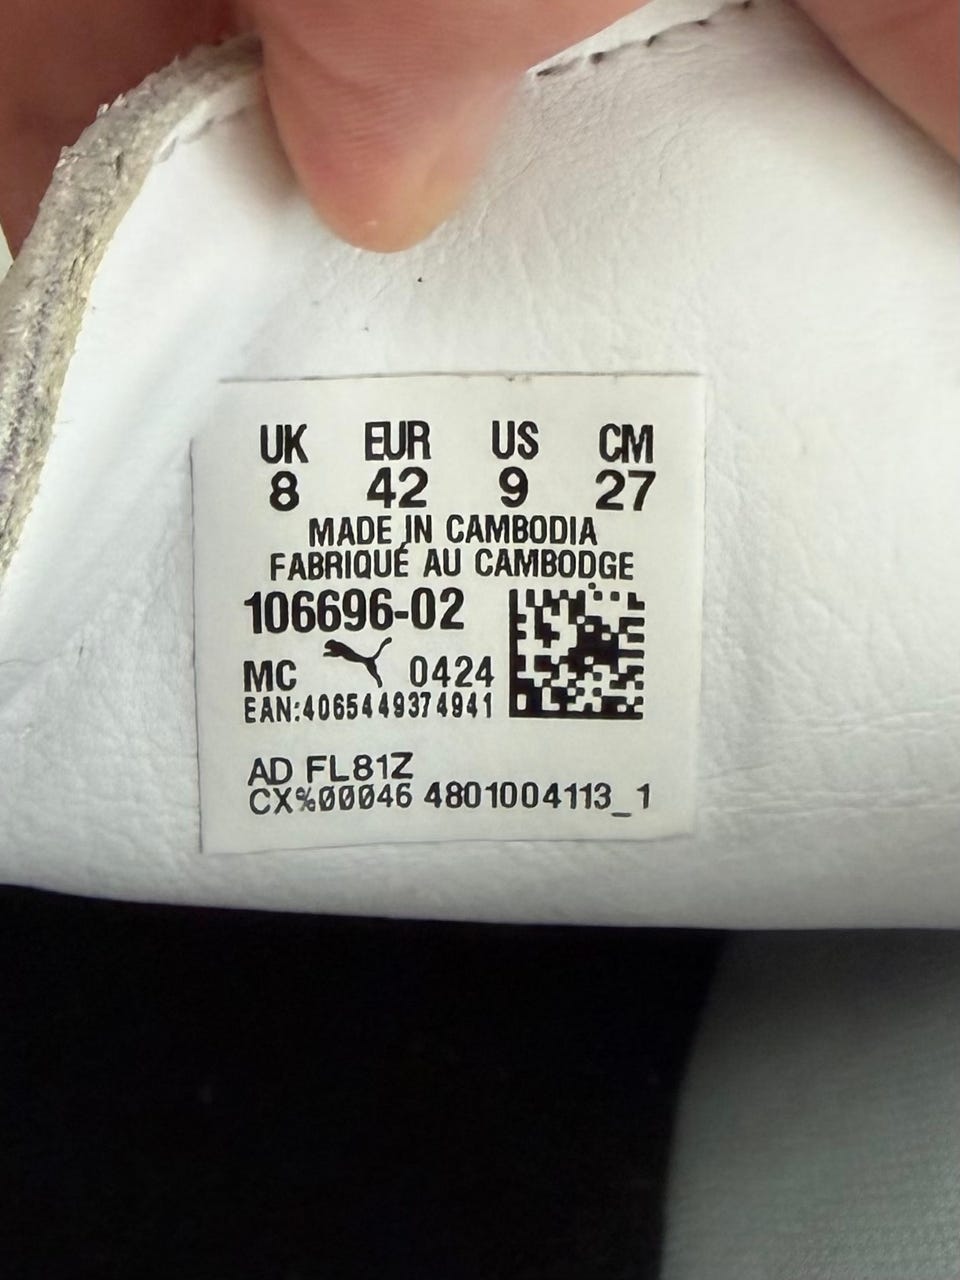 UK EUR US CM
8 42 9 27
MADE IN CAMBODIA
FABRIQUÉ AU CAMBODGE
106696-02
MC 0424
EAN:4065449374941
AD FL81Z
CX%00046 4801004113_1